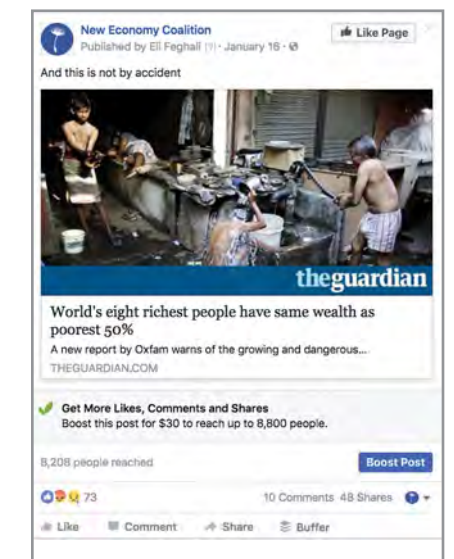 New Economy Coalition
Published by Eli Feghali [?] · January 16 ·
Like Page
And this is not by accident
theguardian
World's eight richest people have same wealth as
poorest 50%
A new report by Oxfam warns of the growing and dangerous...
THEGUARDIAN.COM
Get More Likes, Comments and Shares
Boost this post for $30 to reach up to 8,800 people.
8,208 people reached
Boost Post
73
10 Comments 48 Shares
Like Comment Share Buffer